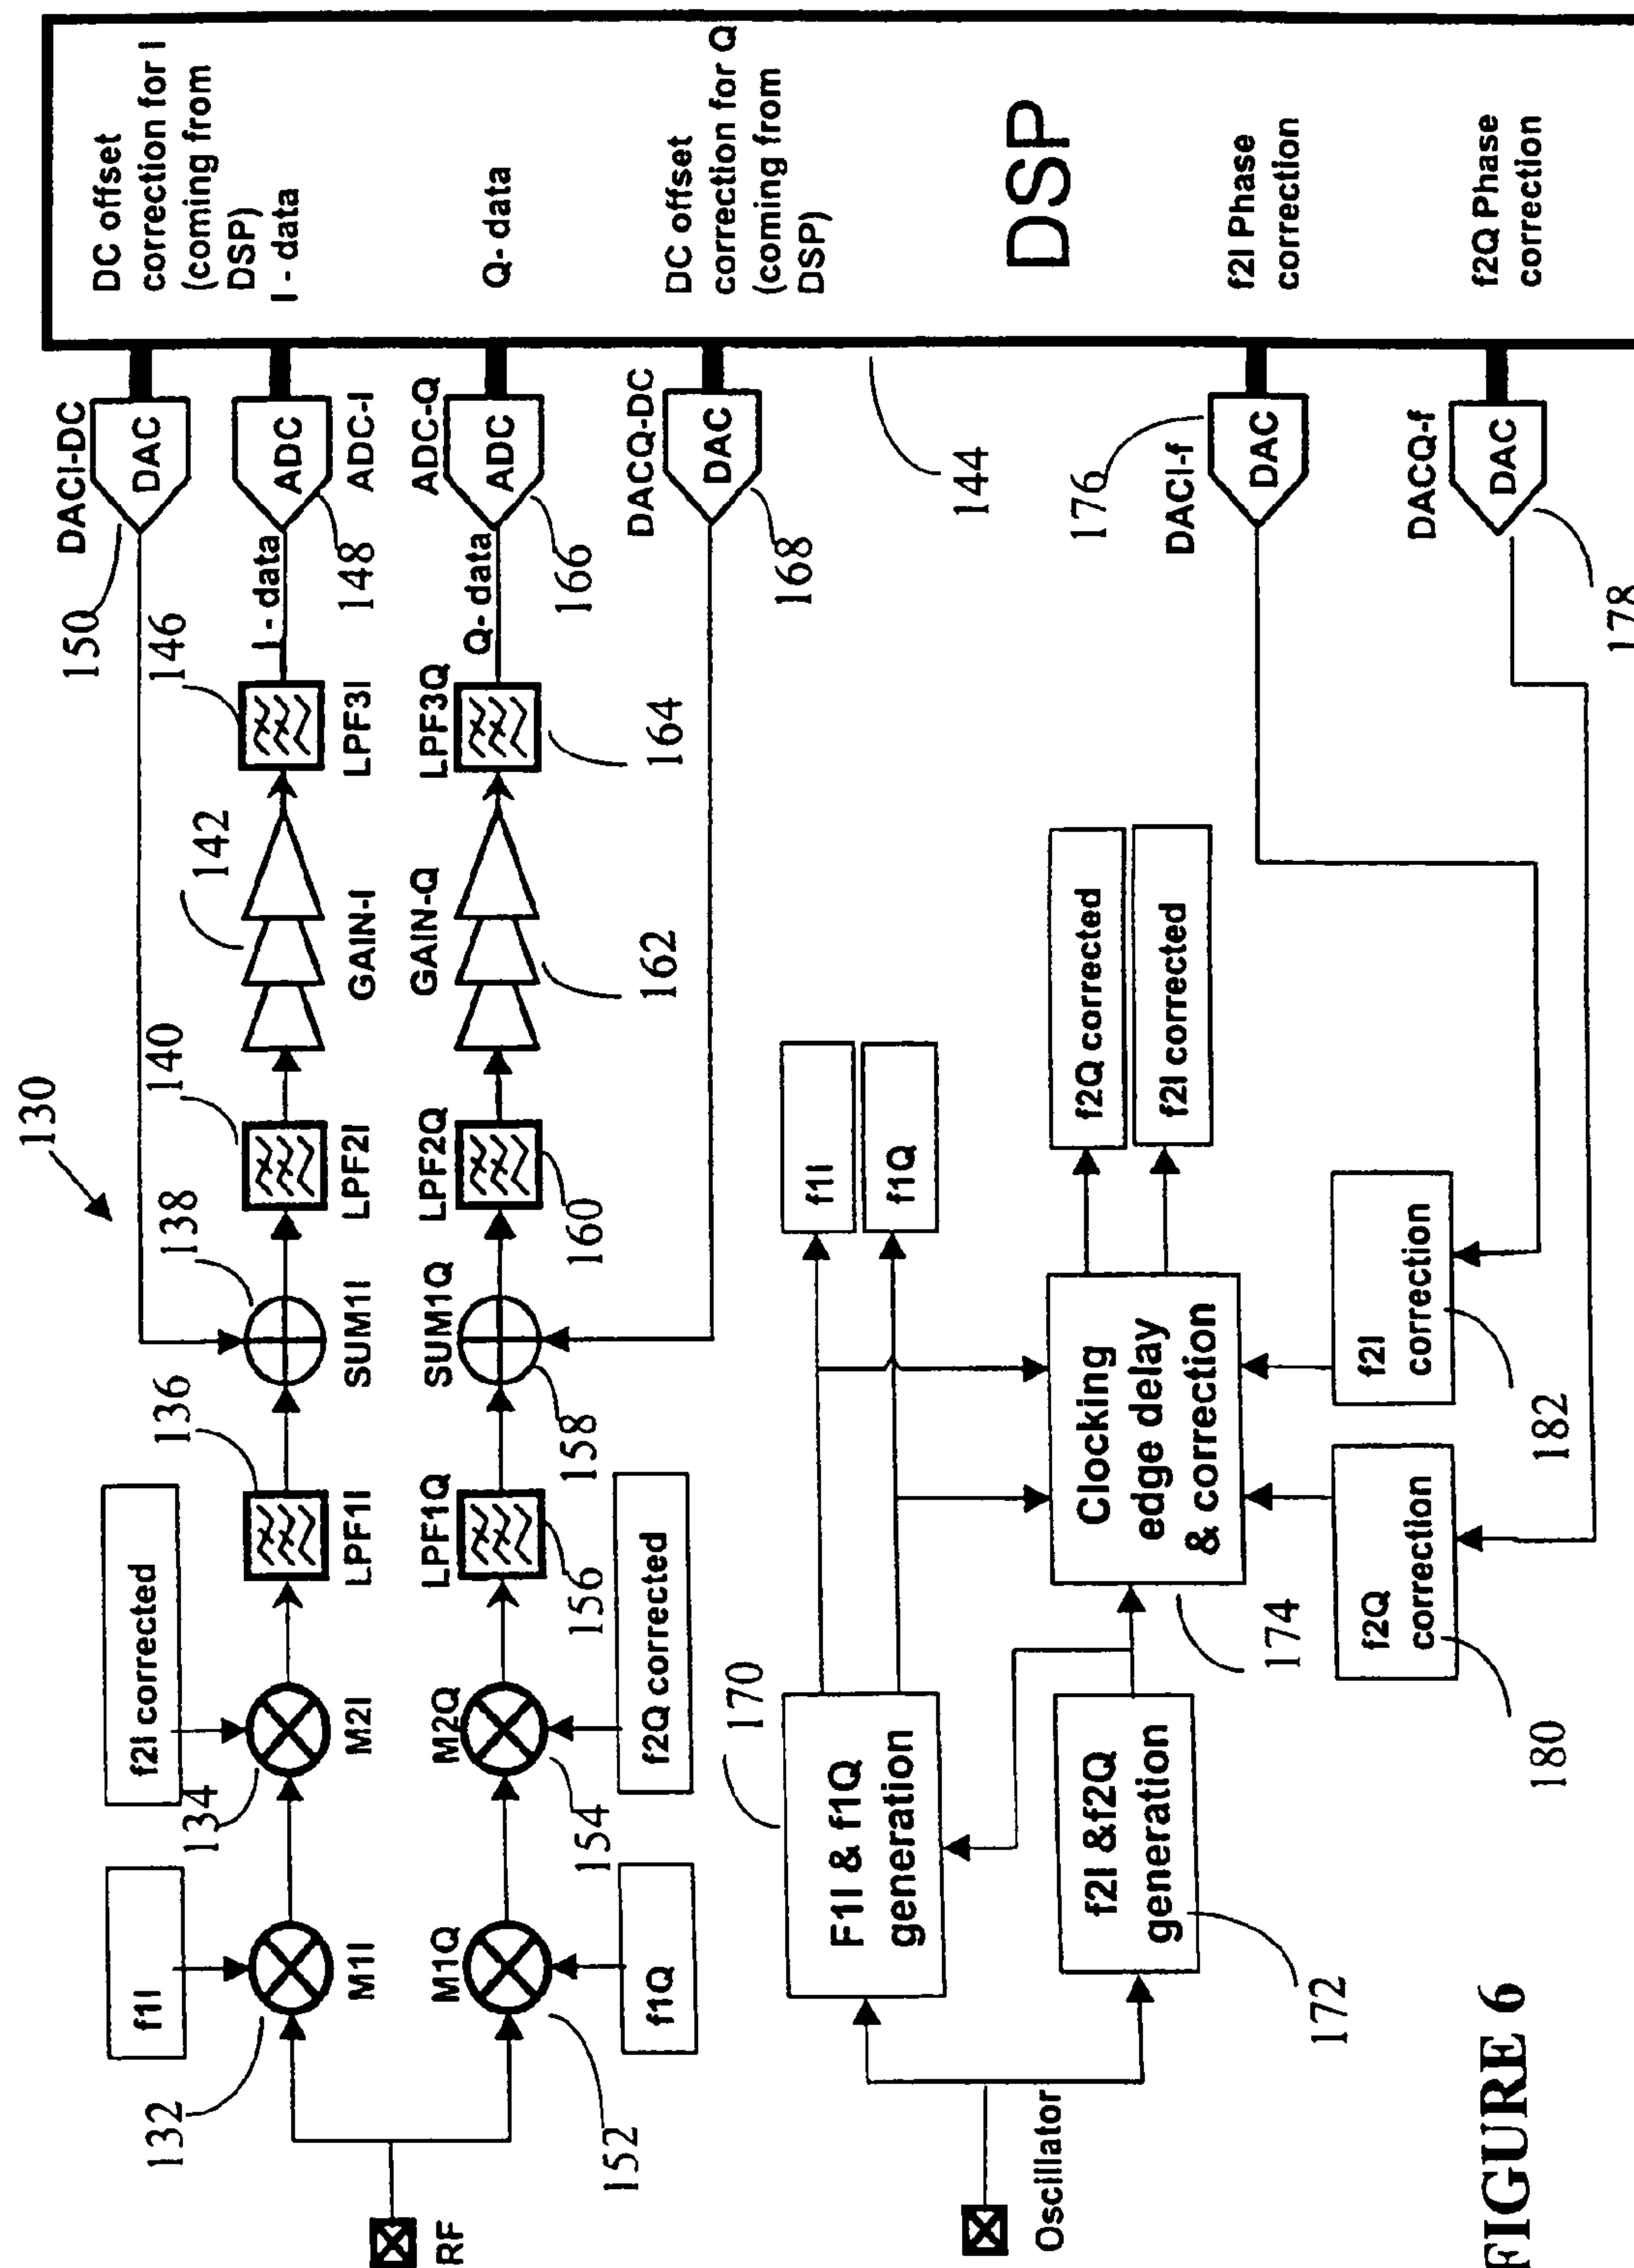 130
DACI-DC
DC offset
correction for I
(coming from
DSP)
I - data
f1I
f2I corrected
136
138
140
142
146
150
DAC
132
134
M1I
M2I
LPF1I
SUM1I
LPF2I
GAIN-I
LPF3I
I - data
148
ADC
ADC-I
M1Q
M2Q
LPF1Q
SUM1Q
LPF2Q
GAIN-Q
LPF3Q
Q- data
ADC-Q
ADC
Q- data
RF
152
154
156
158
160
162
164
166
f1Q
f2Q corrected
DACQ-DC
DAC
168
DC offset
correction for Q
(coming from
DSP)
170
f1I
f1Q
F1I & f1Q
generation
144
DSP
Oscillator
f2I &f2Q
generation
172
Clocking
edge delay
& correction
174
f2Q corrected
f2I corrected
176
DACI-f
DAC
f2I Phase
correction
f2Q
correction
180
f2I
correction
182
DACQ-f
DAC
178
f2Q Phase
correction
FIGURE 6